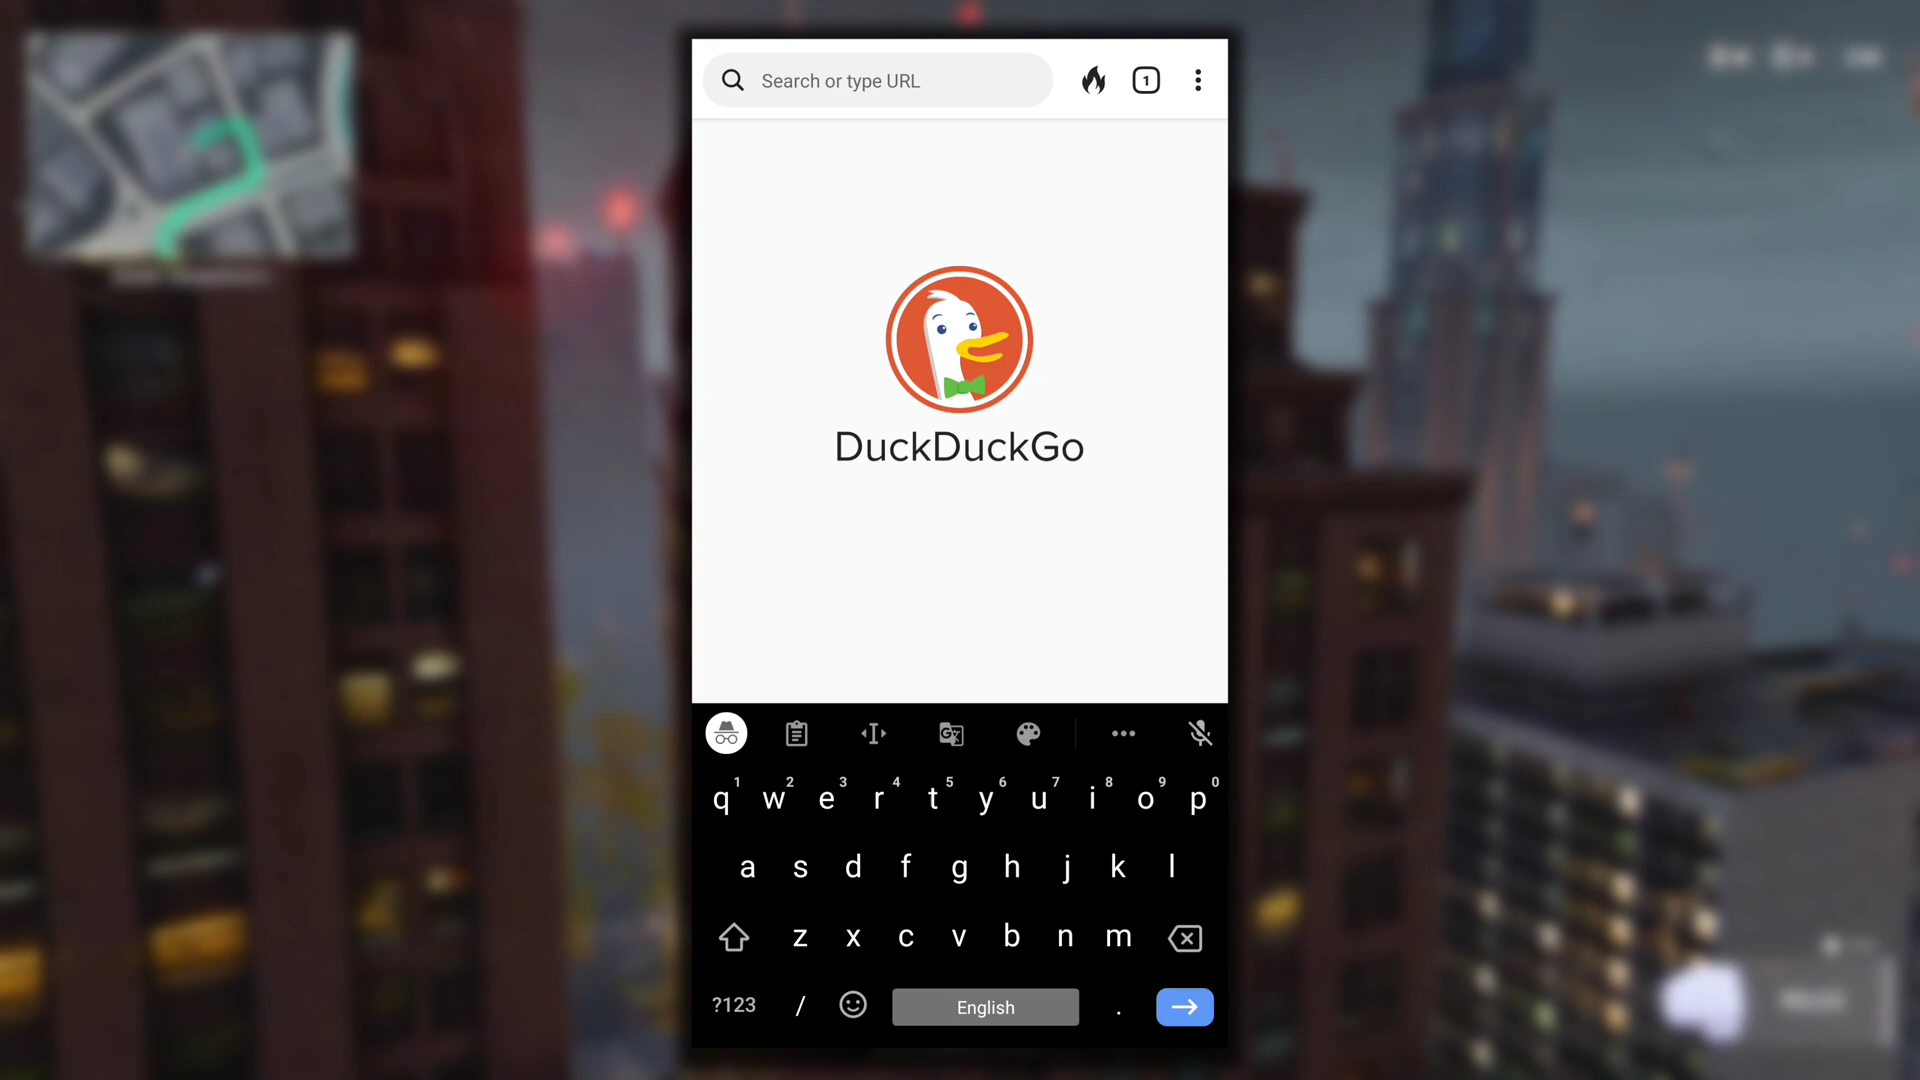 Search or type URL
1
DuckDuckGo
1 2 3 4 5 6 7 8 9 0
q w e r t y u i o p
a s d f g h j k l
z x c v b n m
?123 / English .